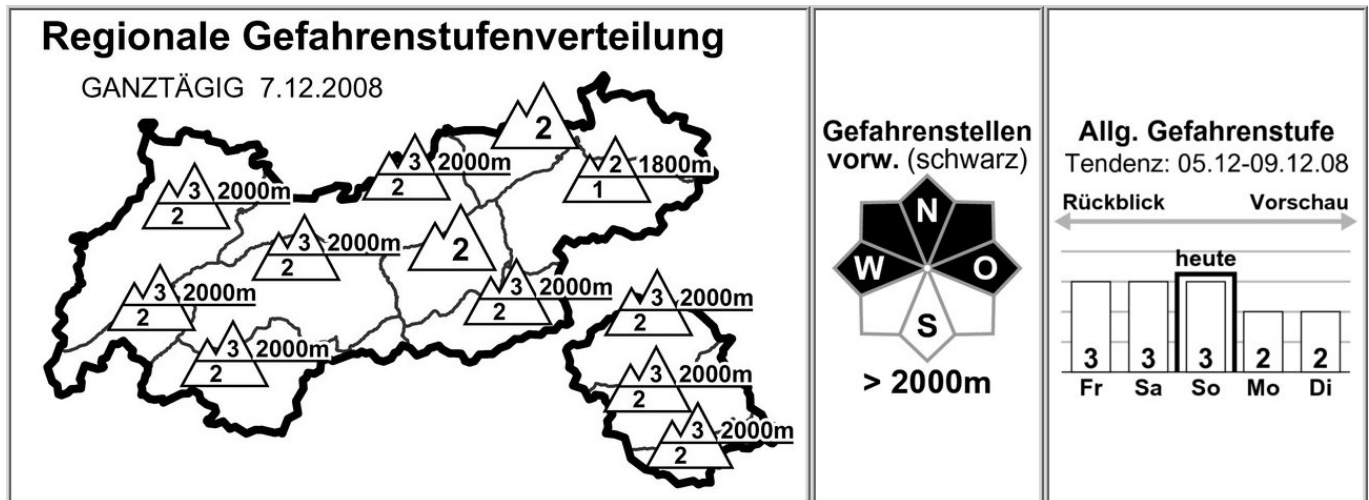 Regionale Gefahrenstufenverteilung
GANZTÄGIG 7.12.2008
2
3 2000m
2
2 1800m
1
3 2000m
2
3 2000m
2
2
3 2000m
2
3 2000m
2
3 2000m
2
3 2000m
2
3 2000m
2
3 2000m
2
Gefahrenstellen
vorw. (schwarz)
N
W O
S
> 2000m
Allg. Gefahrenstufe
Tendenz: 05.12-09.12.08
Rückblick Vorschau
heute
3 3 3 2 2
Fr Sa So Mo Di